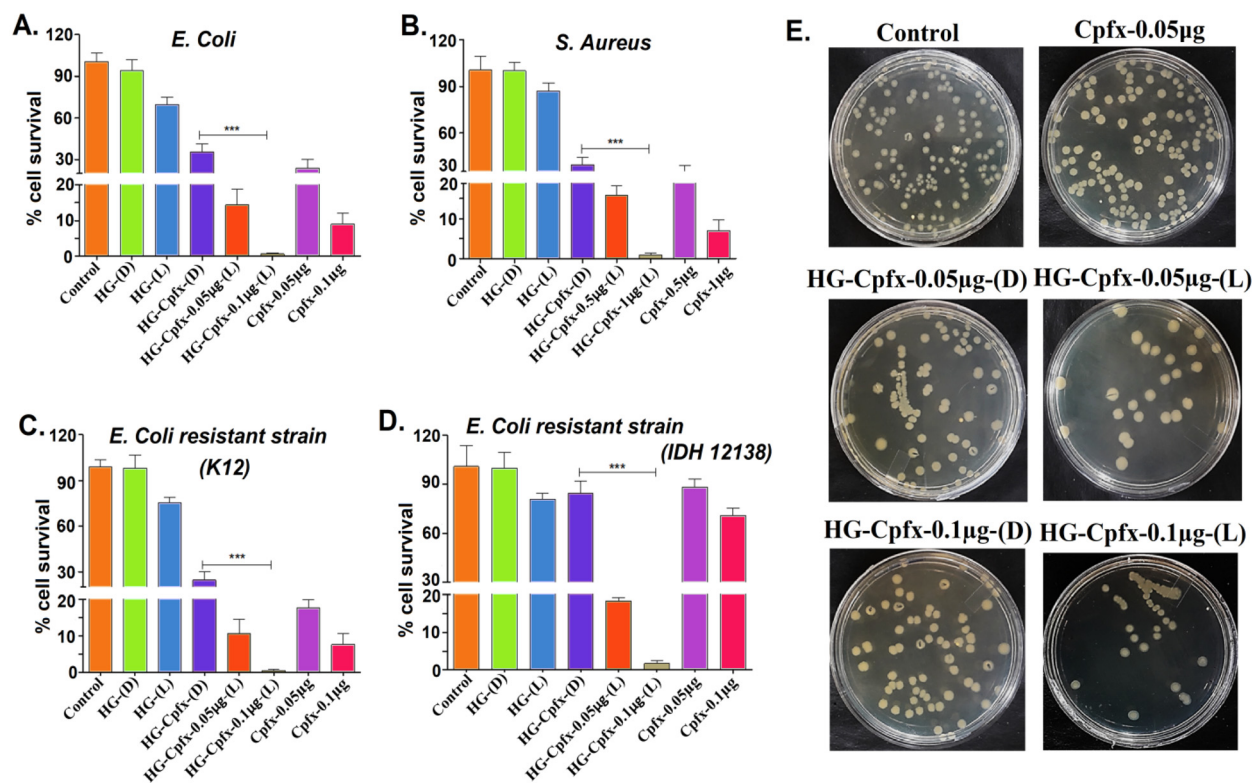 A.
E. Coli
% cell survival
120
90
60
30
20
10
0
Control
HG-(D)
HG-(L)
HG-Cpfx-(D)
HG-Cpfx-0.05µg-(L)
HG-Cpfx-0.1µg-(L)
Cpfx-0.05µg
Cpfx-0.1µg
***
B.
S. Aureus
% cell survival
120
90
60
30
20
10
0
Control
HG-(D)
HG-(L)
HG-Cpfx-(D)
HG-Cpfx-0.5µg-(L)
HG-Cpfx-1µg-(L)
Cpfx-0.5µg
Cpfx-1µg
***
C.
E. Coli resistant strain
(K12)
% cell survival
120
90
60
30
20
10
0
Control
HG-(D)
HG-(L)
HG-Cpfx-(D)
HG-Cpfx-0.05µg-(L)
HG-Cpfx-0.1µg-(L)
Cpfx-0.05µg
Cpfx-0.1µg
***
D.
E. Coli resistant strain
(IDH 12138)
% cell survival
120
90
60
30
20
10
0
Control
HG-(D)
HG-(L)
HG-Cpfx-(D)
HG-Cpfx-0.05µg(L)
HG-Cpfx-0.1µg-(L)
Cpfx-0.05µg
Cpfx-0.1µg
***
E.
Control
Cpfx-0.05µg
HG-Cpfx-0.05µg-(D)
HG-Cpfx-0.05µg-(L)
HG-Cpfx-0.1µg-(D)
HG-Cpfx-0.1µg-(L)